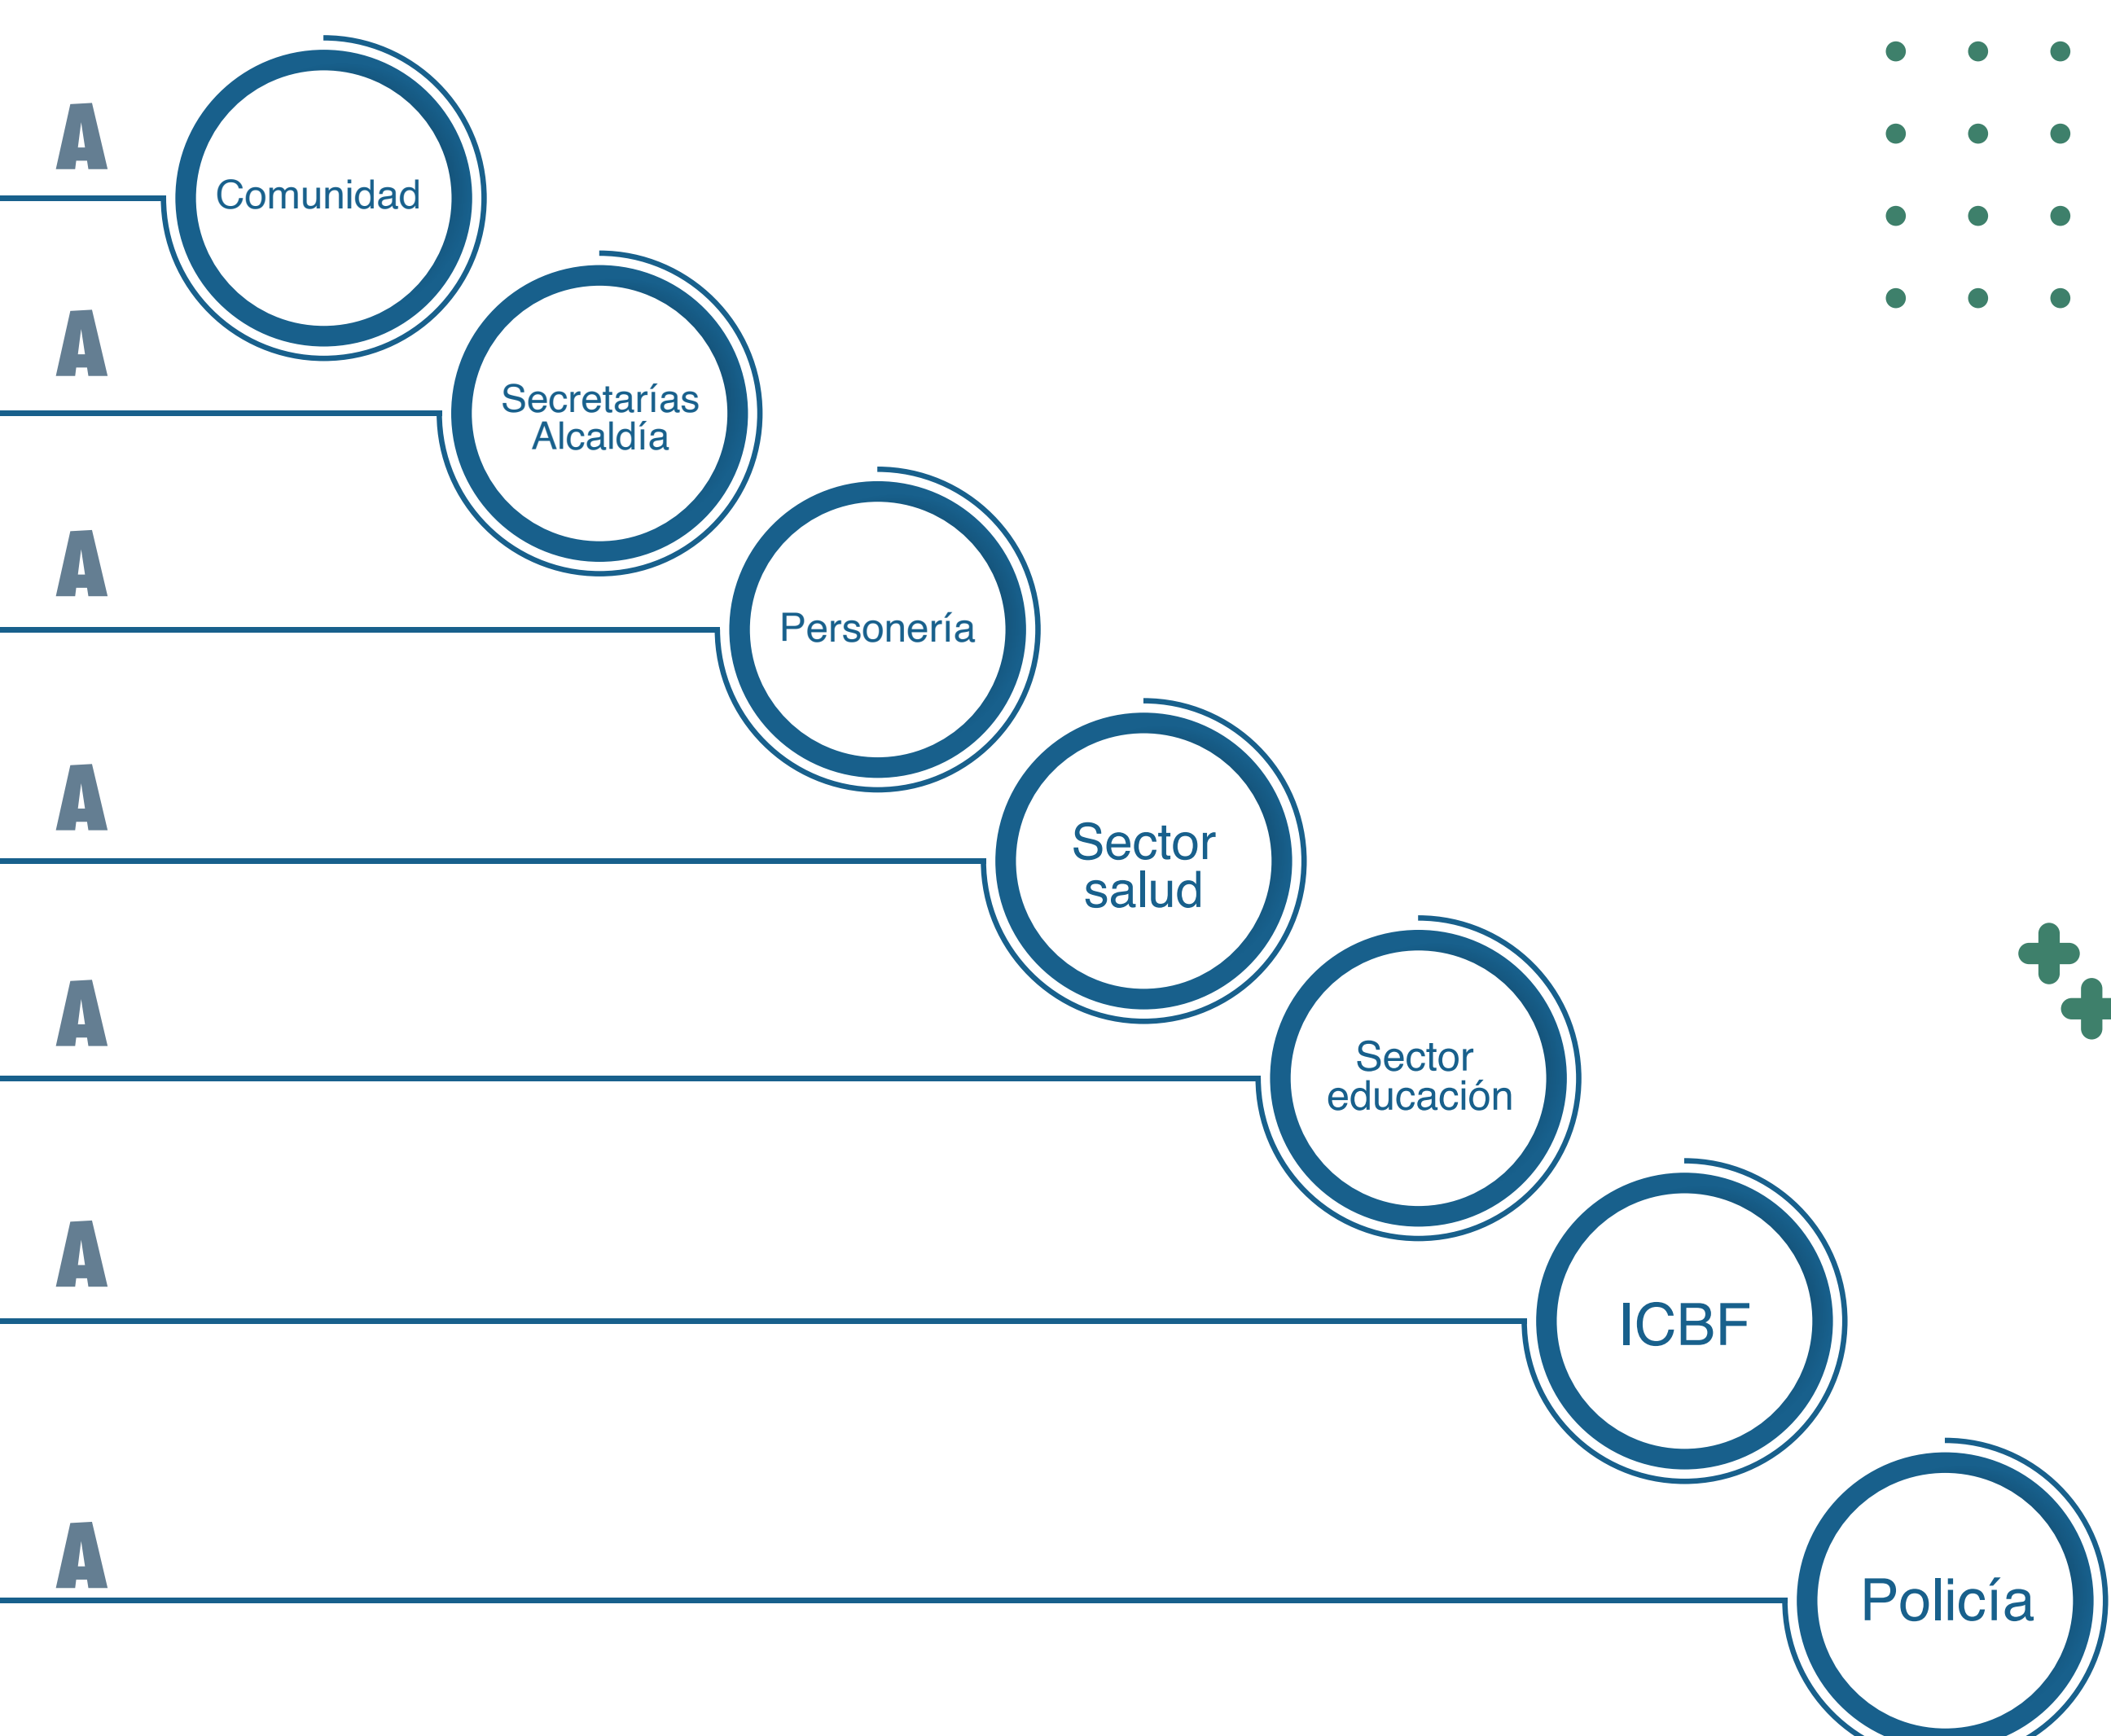 A
Comunidad
A
Secretarías
Alcaldía
A
Personería
A
Sector
salud
A
Sector
educación
A
ICBF
A
Policía